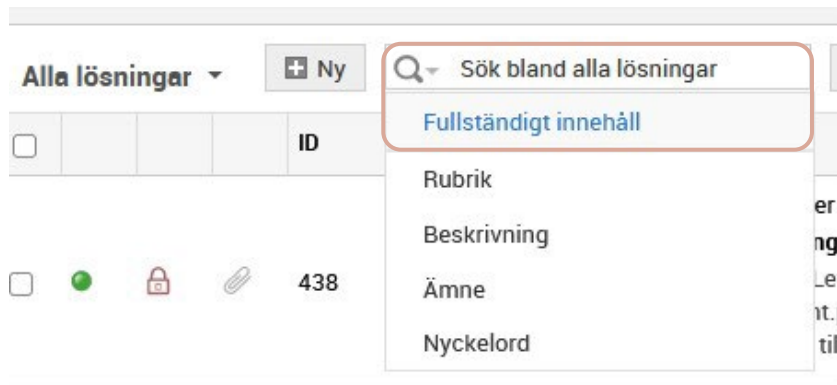 Alla lösningar
Ny
Sök bland alla lösningar
Fullständigt innehåll
ID
Rubrik
Beskrivning
438
Ämne
Nyckelord